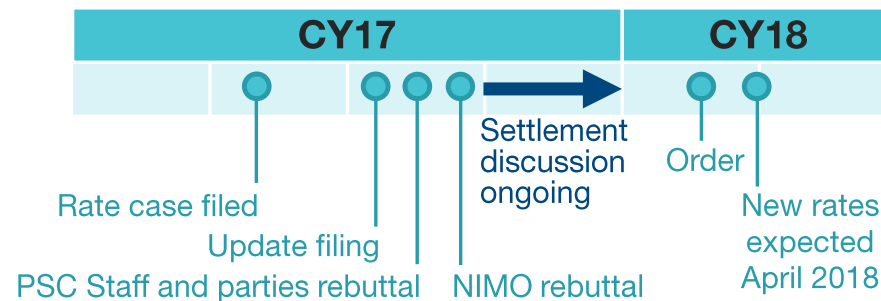 CY17
CY18
Rate case filed
Update filing
PSC Staff and parties rebuttal
NIMO rebuttal
Settlement
discussion
ongoing
Order
New rates
expected
April 2018